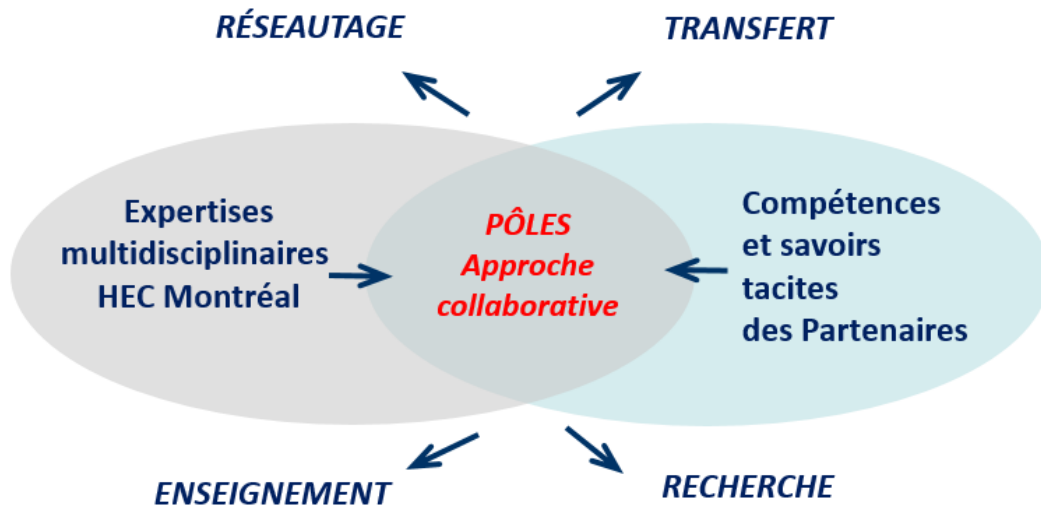 RÉSEAUTAGE
TRANSFERT
Expertises
multidisciplinaires
HEC Montréal
PÔLES
Approche
collaborative
Compétences
et savoirs
tacites
des Partenaires
ENSEIGNEMENT
RECHERCHE